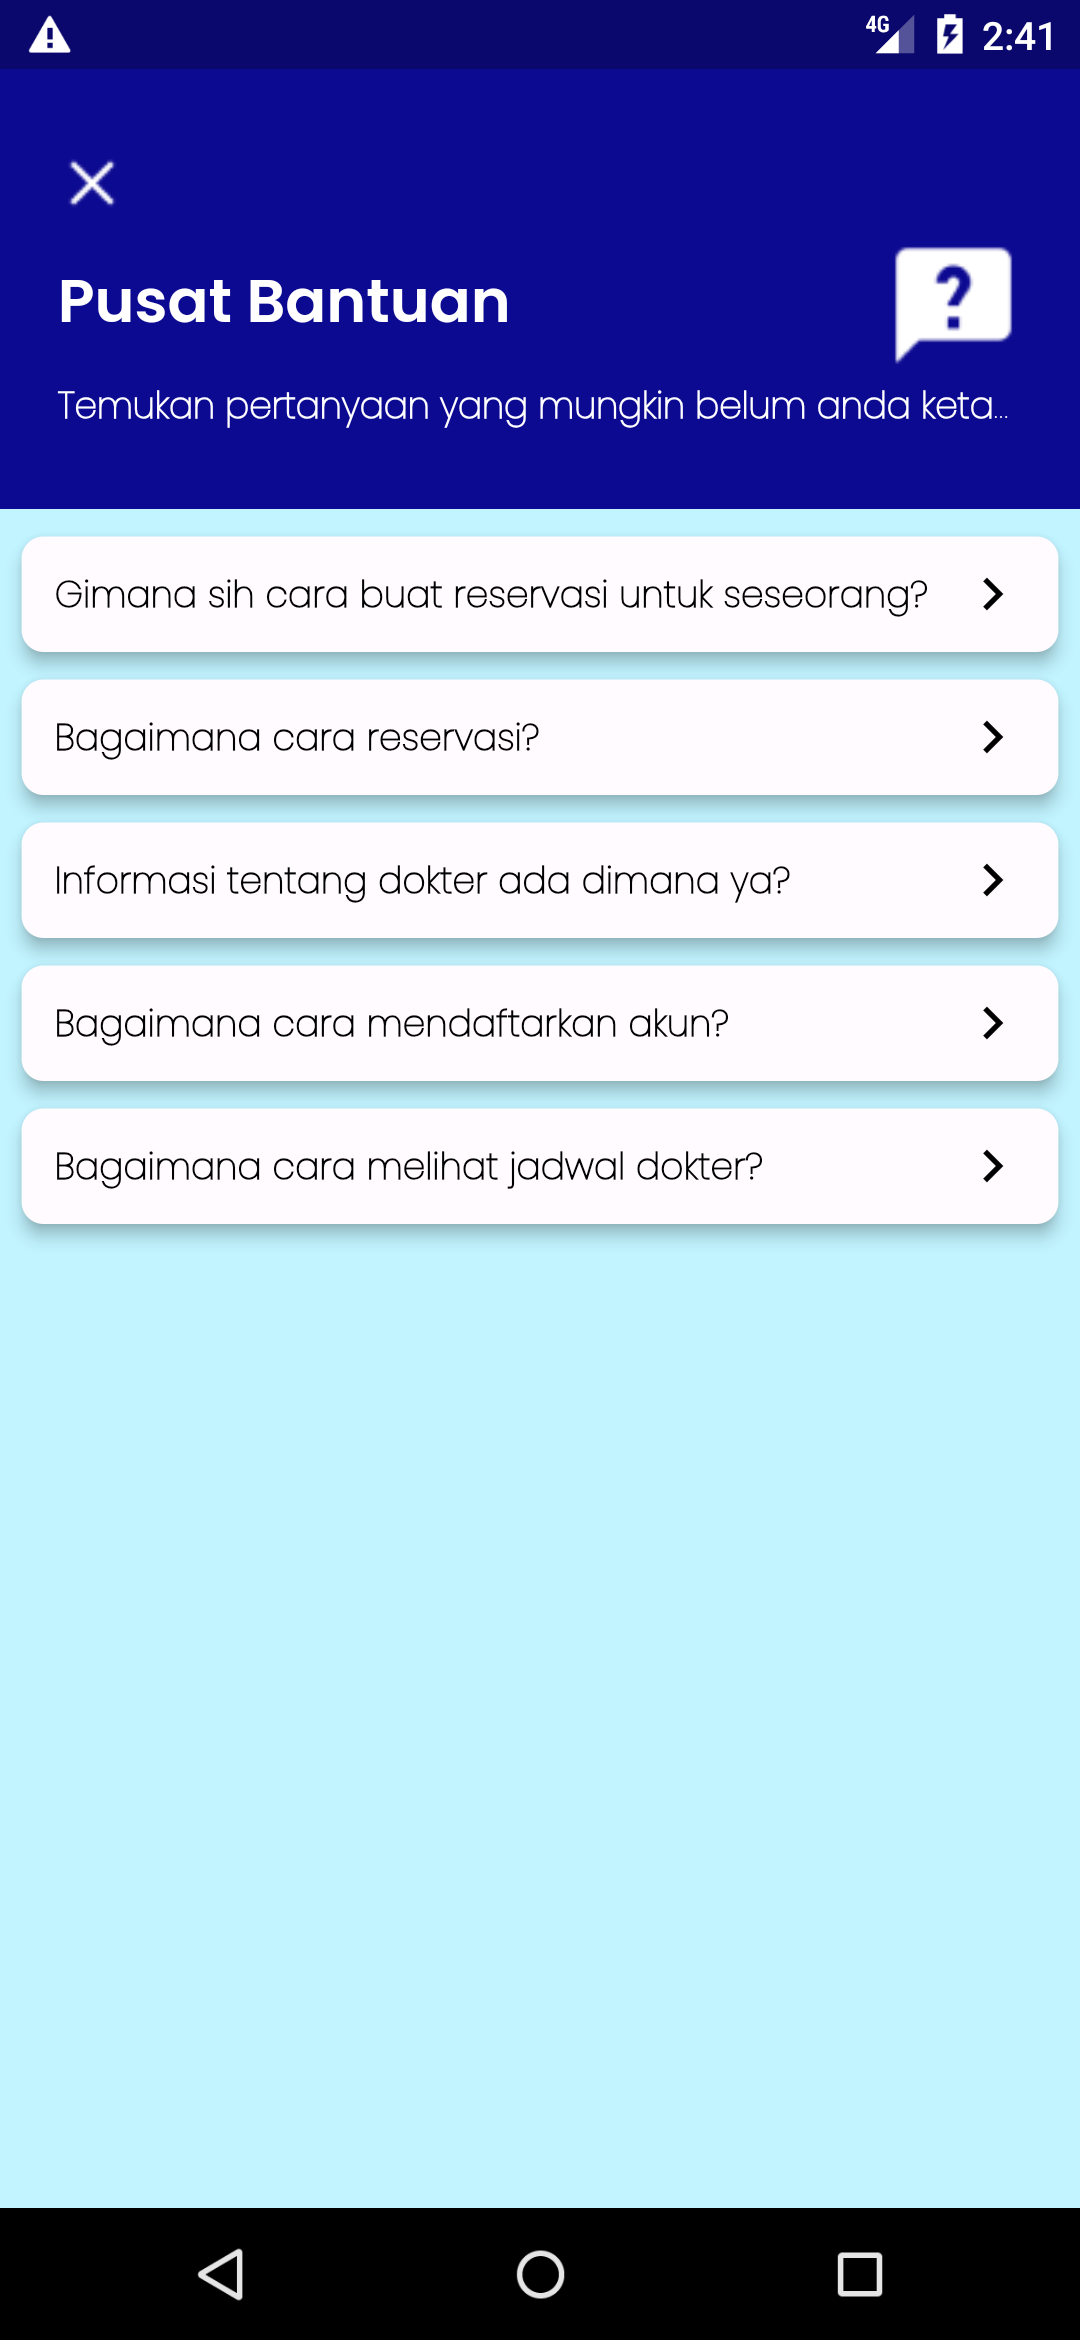 4G 2:41
Pusat Bantuan
?
Temukan pertanyaan yang mungkin belum anda keta...
Gimana sih cara buat reservasi untuk seseorang?
Bagaimana cara reservasi?
Informasi tentang dokter ada dimana ya?
Bagaimana cara mendaftarkan akun?
Bagaimana cara melihat jadwal dokter?